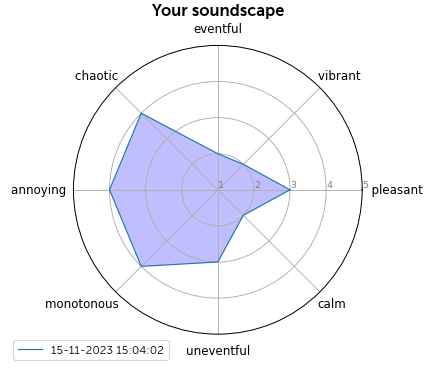 Your soundscape
eventful
chaotic
vibrant
annoying
1 2 3 4 5
pleasant
monotonous
calm
uneventful
15-11-2023 15:04:02